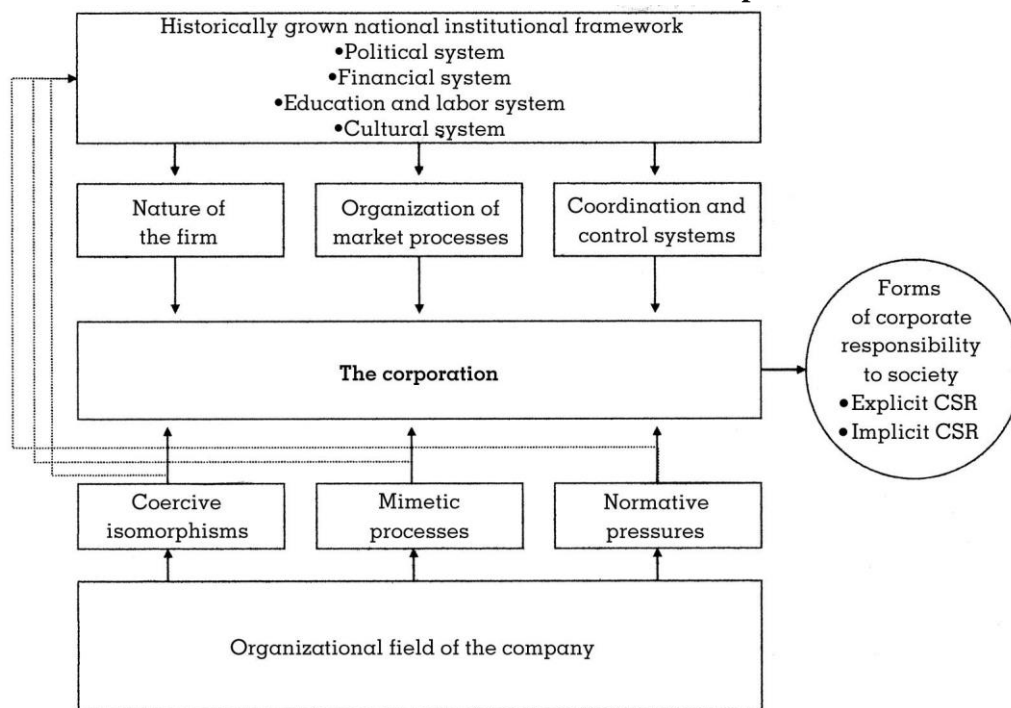 Historically grown national institutional framework
•Political system
•Financial system
•Education and labor system
•Cultural system
Nature of
the firm
Organization of
market processes
Coordination and
control systems
Forms
of corporate
responsibility
to society
•Explicit CSR
•Implicit CSR
The corporation
Coercive
isomorphisms
Mimetic
processes
Normative
pressures
Organizational field of the company